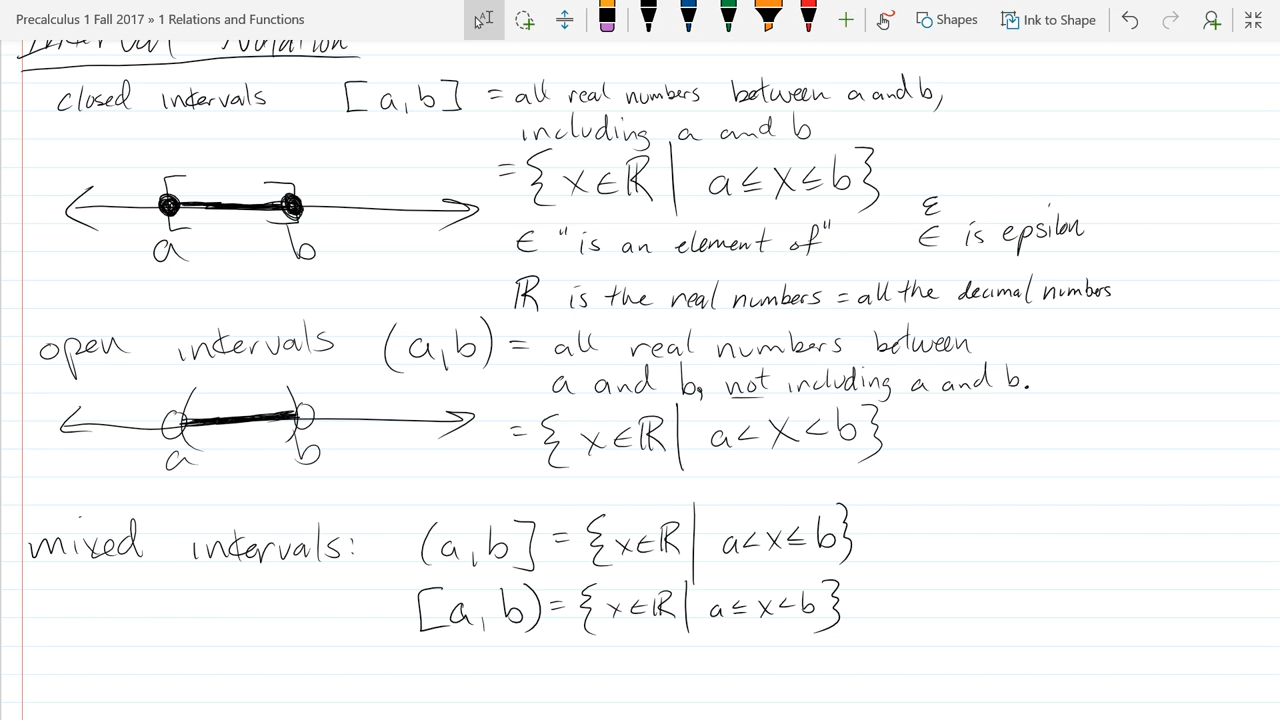 Precalculus 1 Fall 2017 » 1 Relations and Functions
Shapes
Ink to Shape
Interval Notation
closed intervals [a, b] = all real numbers between a and b,
including a and b
= { x ∈ ℝ | a ≤ x ≤ b }
a b
∈ "is an element of"
ε
∈ is epsilon
ℝ is the real numbers = all the decimal numbers
open intervals (a, b) = all real numbers between
a and b, not including a and b.
= { x ∈ ℝ | a < x < b }
a b
mixed intervals: (a, b] = { x ∈ ℝ | a < x ≤ b }
[a, b) = { x ∈ ℝ | a ≤ x < b }